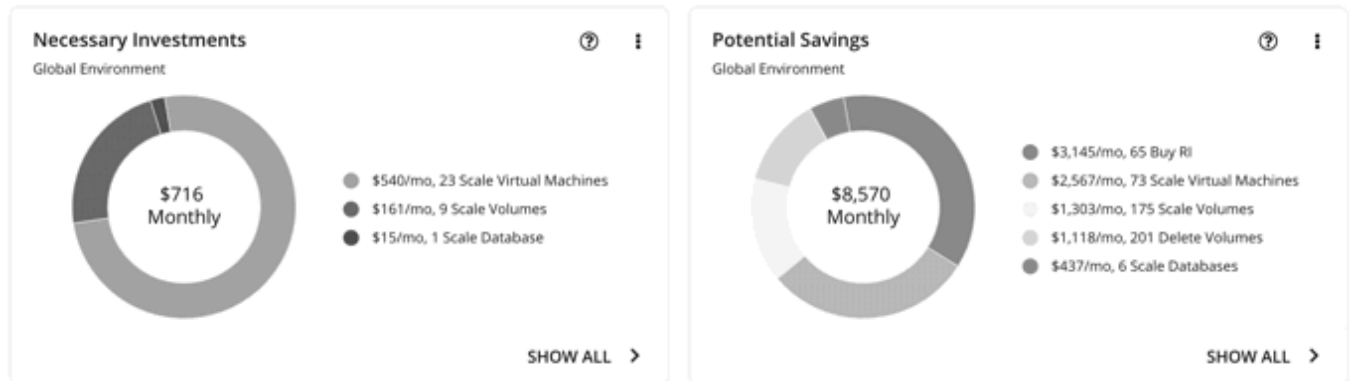 Necessary Investments
Global Environment
$716
Monthly
$540/mo, 23 Scale Virtual Machines
$161/mo, 9 Scale Volumes
$15/mo, 1 Scale Database
SHOW ALL
Potential Savings
Global Environment
$8,570
Monthly
$3,145/mo, 65 Buy RI
$2,567/mo, 73 Scale Virtual Machines
$1,303/mo, 175 Scale Volumes
$1,118/mo, 201 Delete Volumes
$437/mo, 6 Scale Databases
SHOW ALL